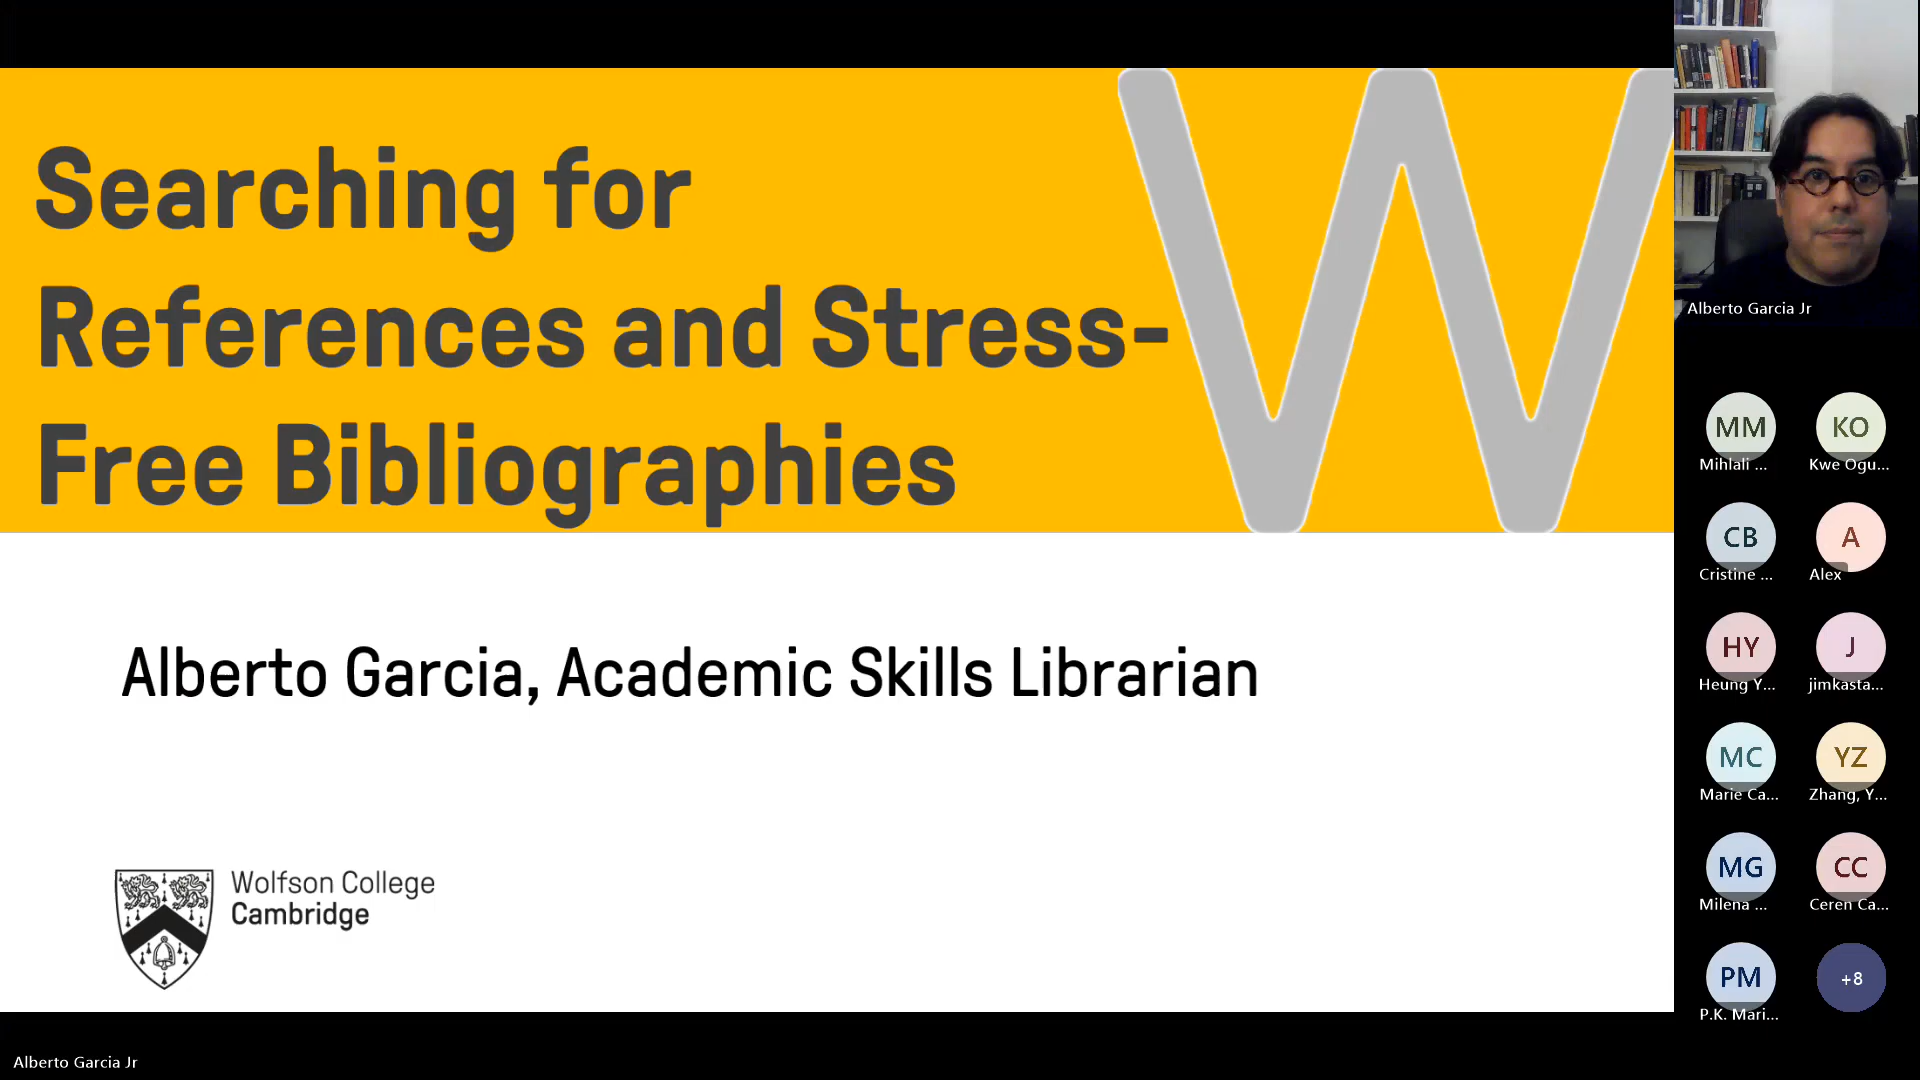 Searching for
References and Stress-
Free Bibliographies
W
Alberto Garcia, Academic Skills Librarian
Wolfson College
Cambridge
Alberto Garcia Jr
Alberto Garcia Jr
MM
Mihlali ...
KO
Kwe Ogu...
CB
Cristine ...
A
Alex
HY
Heung Y...
J
jimkasta...
MC
Marie Ca...
YZ
Zhang, Y...
MG
Milena ...
CC
Ceren Ca...
PM
P.K. Mari...
+8